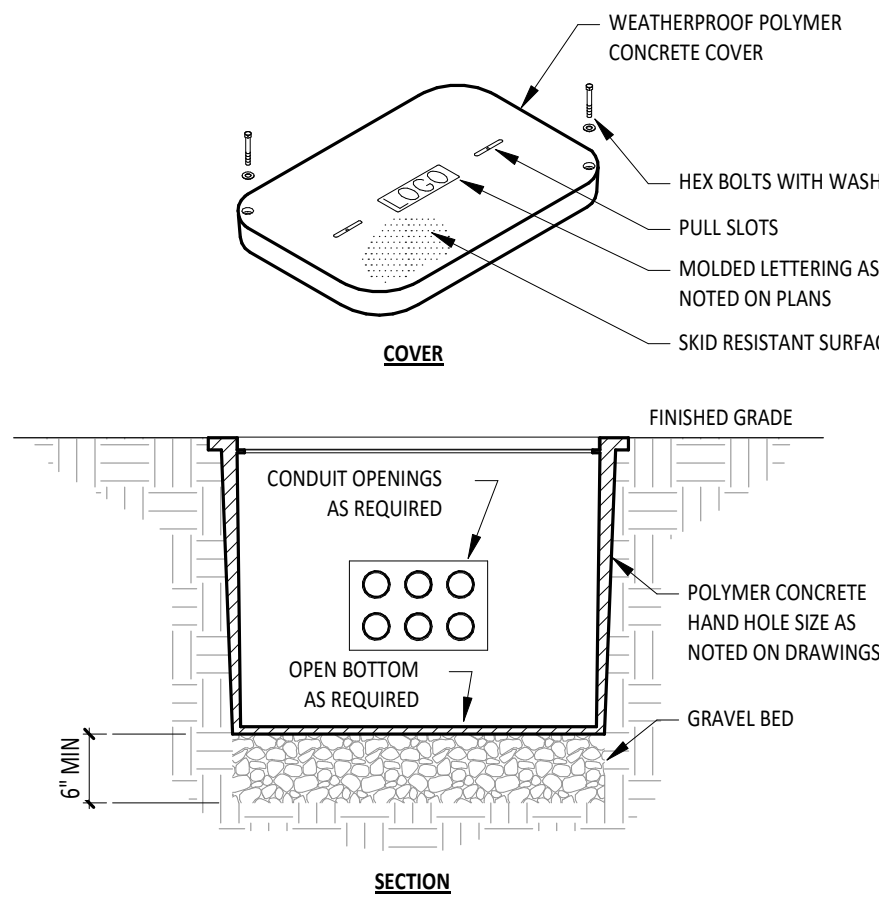 WEATHERPROOF POLYMER
CONCRETE COVER
HEX BOLTS WITH WASH
LOGO
PULL SLOTS
MOLDED LETTERING AS
NOTED ON PLANS
SKID RESISTANT SURFAC
COVER
FINISHED GRADE
CONDUIT OPENINGS
AS REQUIRED
POLYMER CONCRETE
HAND HOLE SIZE AS
NOTED ON DRAWINGS
OPEN BOTTOM
AS REQUIRED
GRAVEL BED
6" MIN
SECTION